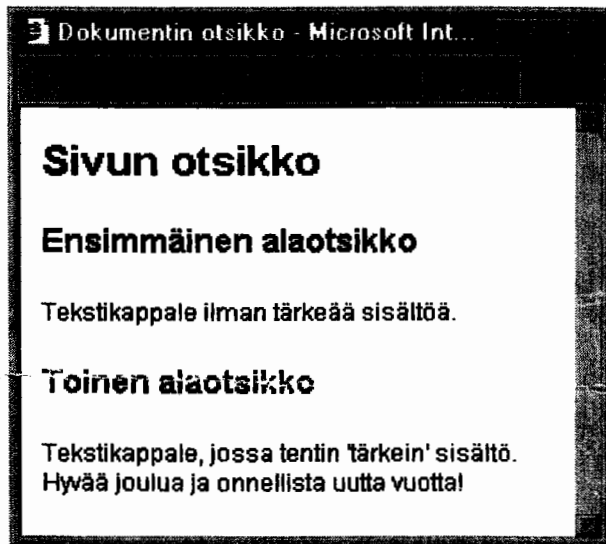 Dokumentin otsikko - Microsoft Int...
Sivun otsikko
Ensimmäinen alaotsikko
Tekstikappale ilman tärkeää sisältöä.
Toinen alaotsikko
Tekstikappale, jossa tentin 'tärkein' sisältö.
Hyvää joulua ja onnellista uutta vuotta!